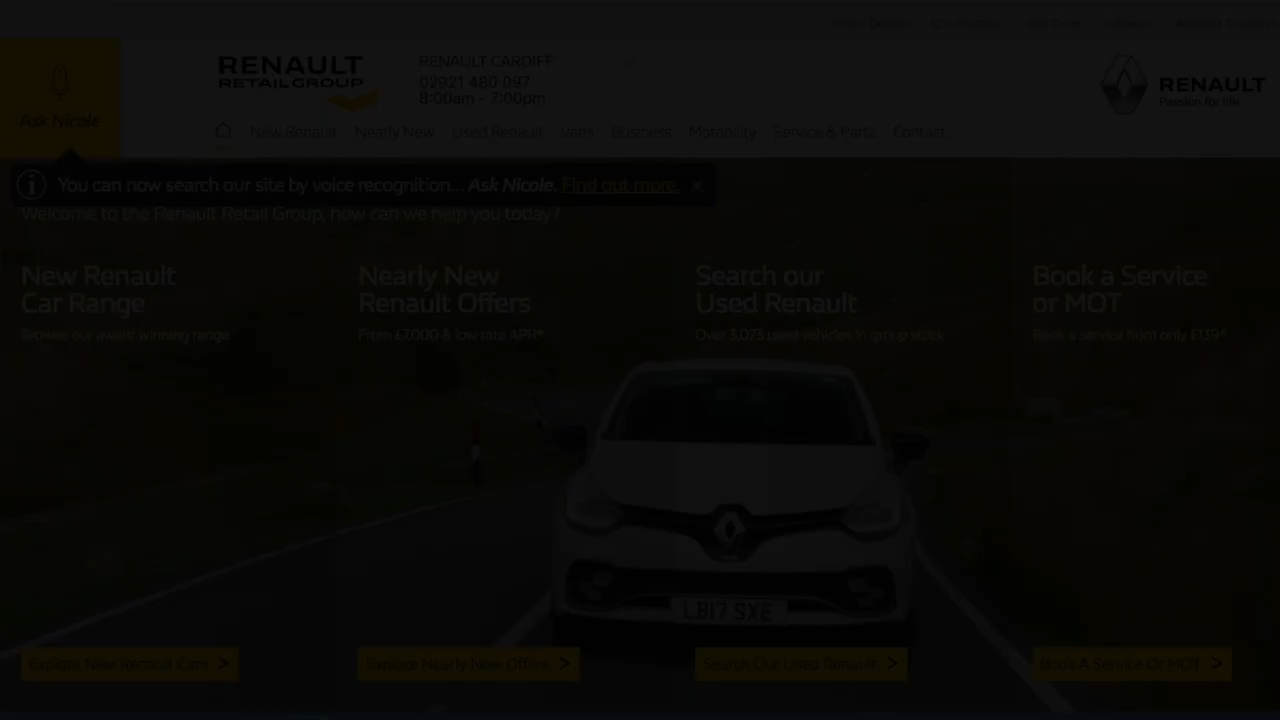 Ask Nicole
RENAULT
RETAIL GROUP
RENAULT CARDIFF
02921 480 097
8:00am - 7:00pm
RENAULT
Passion for life
New Renault Nearly New Used Renault Vans Business Motability Service & Parts Contact
You can now search our site by voice recognition... Ask Nicole. Find out more. ×
Welcome to the Renault Retail Group, how can we help you today?
New Renault
Car Range
Browse our award winning range
Nearly New
Renault Offers
From £7,000 & low rate APR*
Search our
Used Renault
Over 3,073 used vehicles in group stock
Book a Service
or MOT
Book a service from only £139^
LB17 SXE
Explore New Renault Cars >
Explore Nearly New Offers >
Search Our Used Renault >
Book A Service Or MOT >